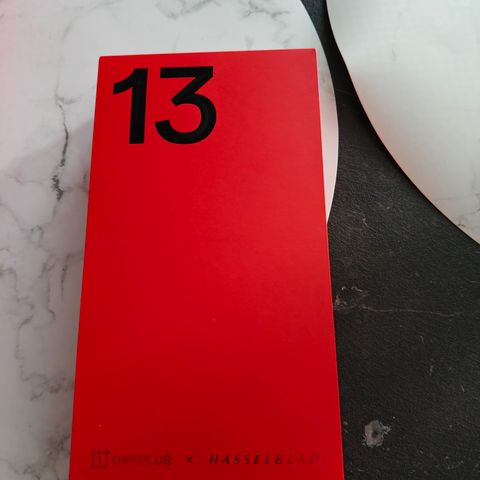 13
ONEPLUS × HASSELBLAD